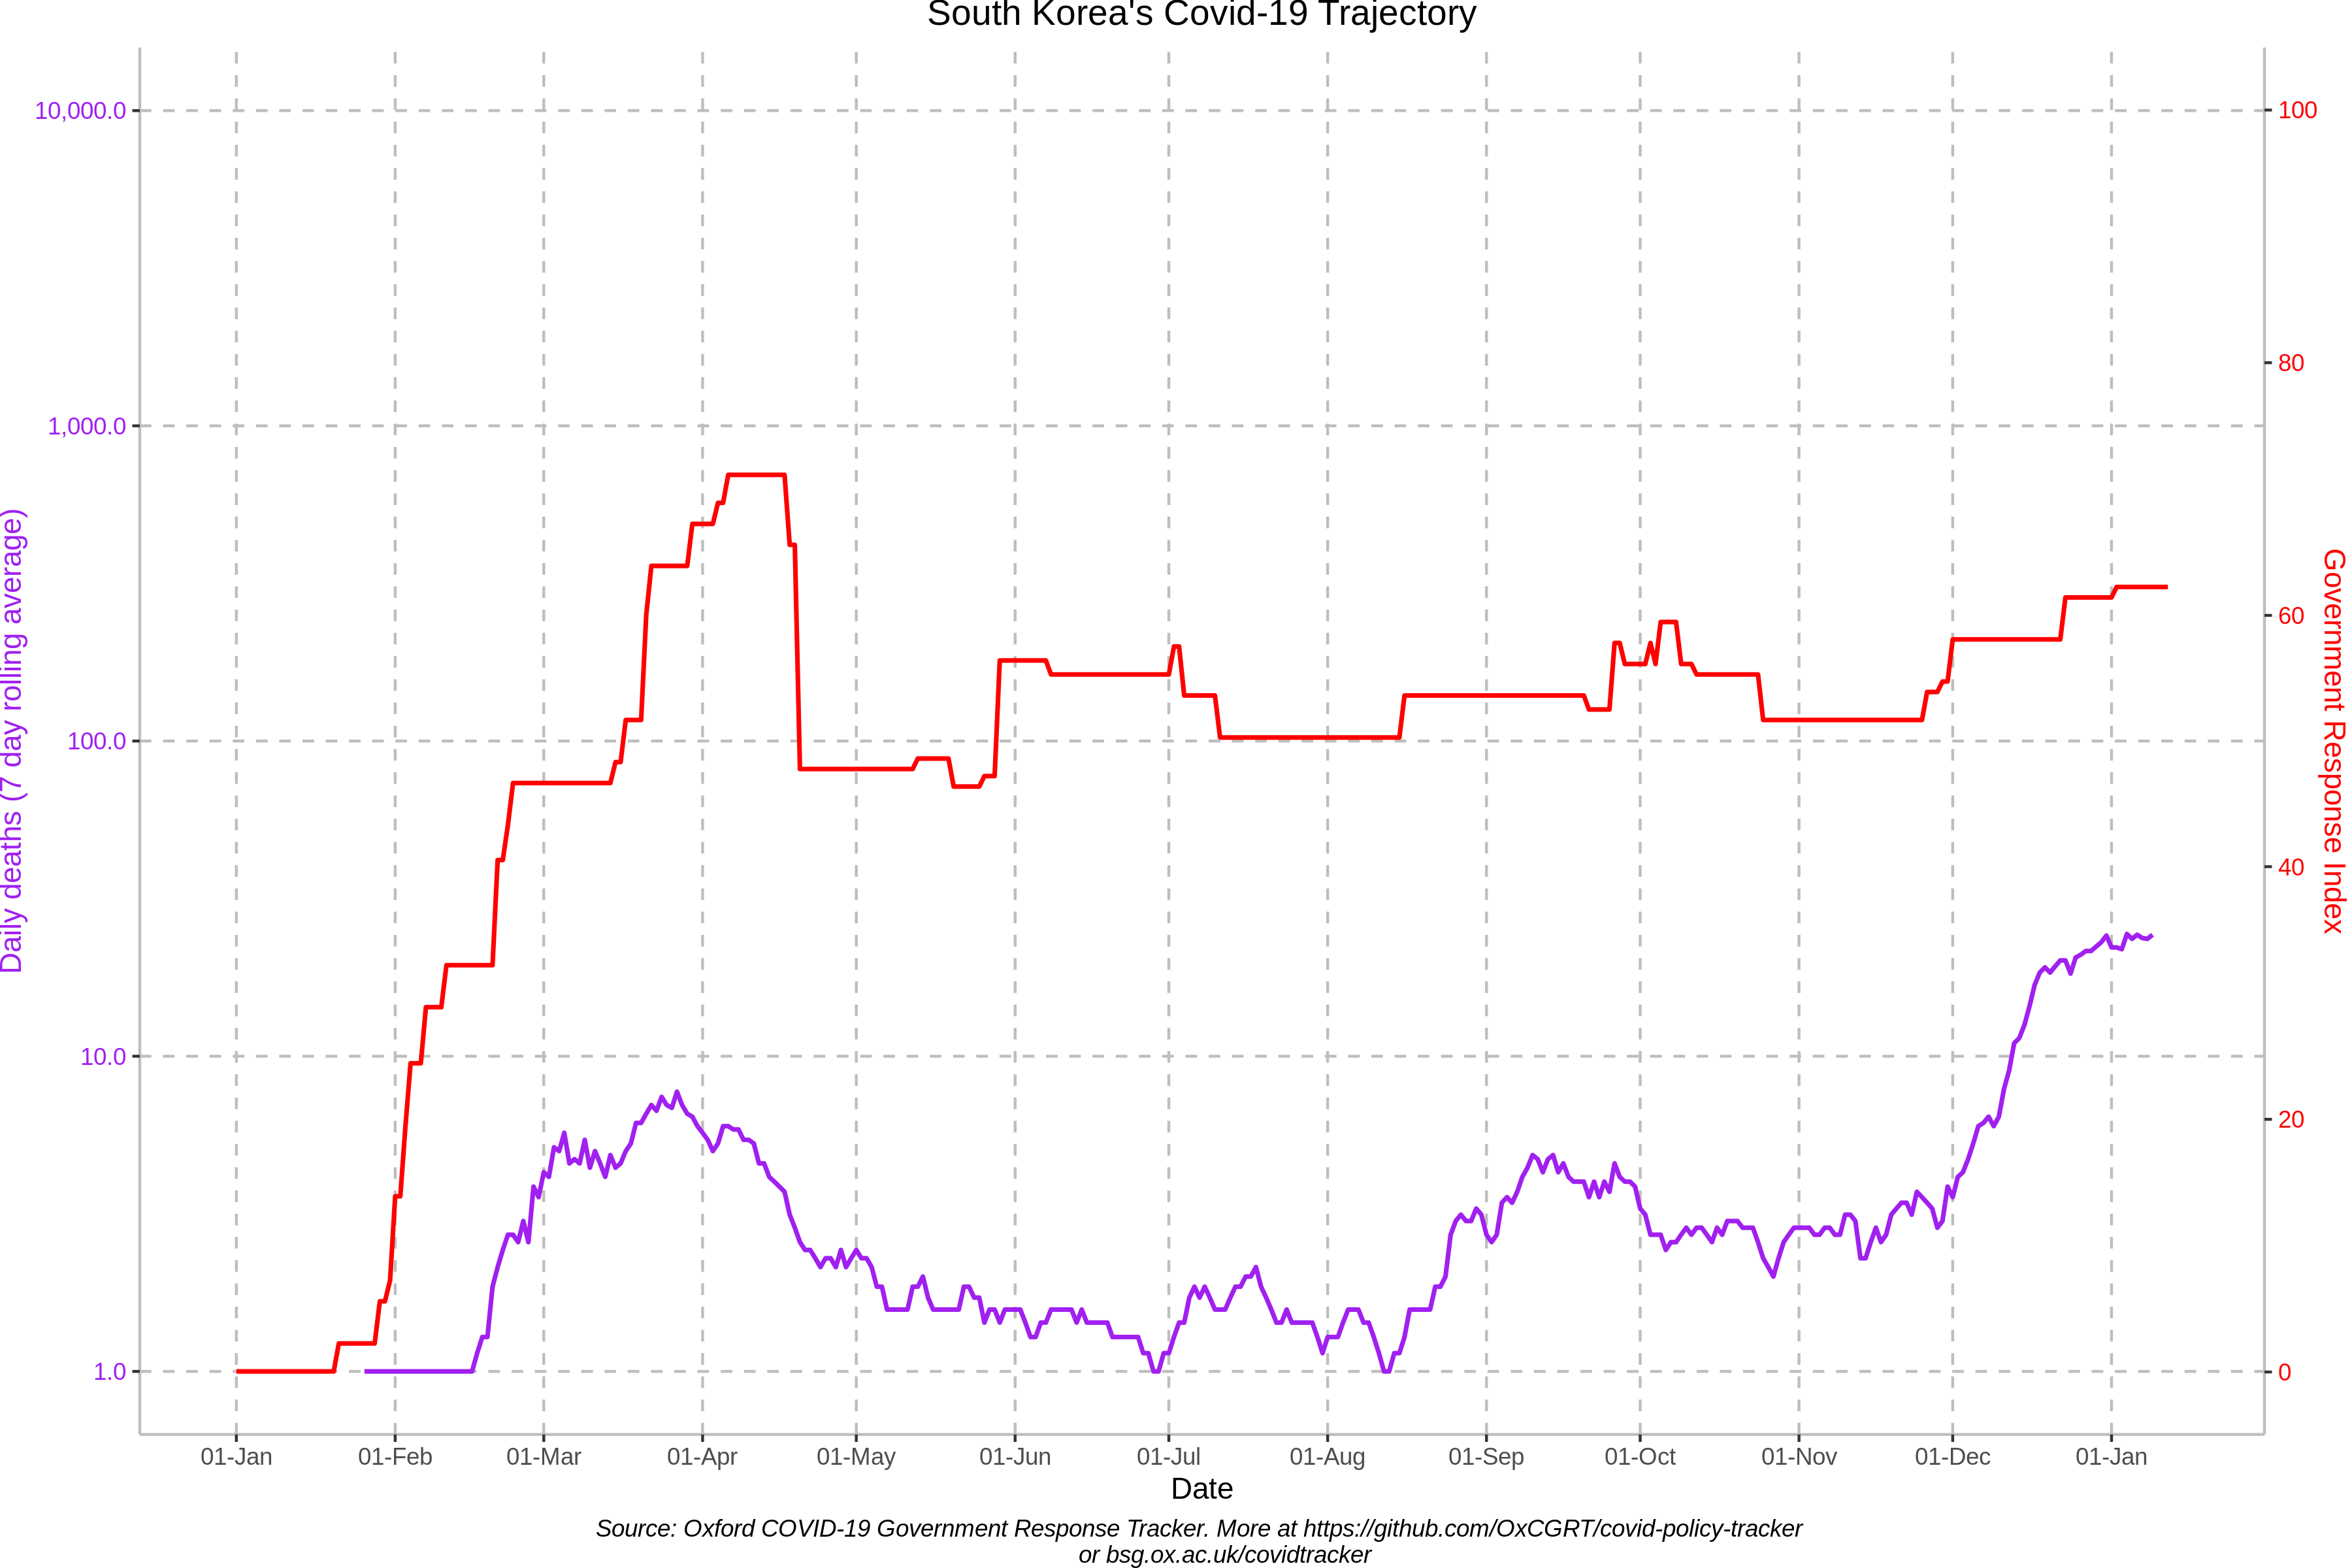 South Korea's Covid-19 Trajectory
10,000.0
1,000.0
100.0
10.0
1.0
Daily deaths (7 day rolling average)
100
80
60
40
20
0
Government Response Index
01-Jan 01-Feb 01-Mar 01-Apr 01-May 01-Jun 01-Jul 01-Aug 01-Sep 01-Oct 01-Nov 01-Dec 01-Jan
Date
Source: Oxford COVID-19 Government Response Tracker. More at https://github.com/OxCGRT/covid-policy-tracker
or bsg.ox.ac.uk/covidtracker